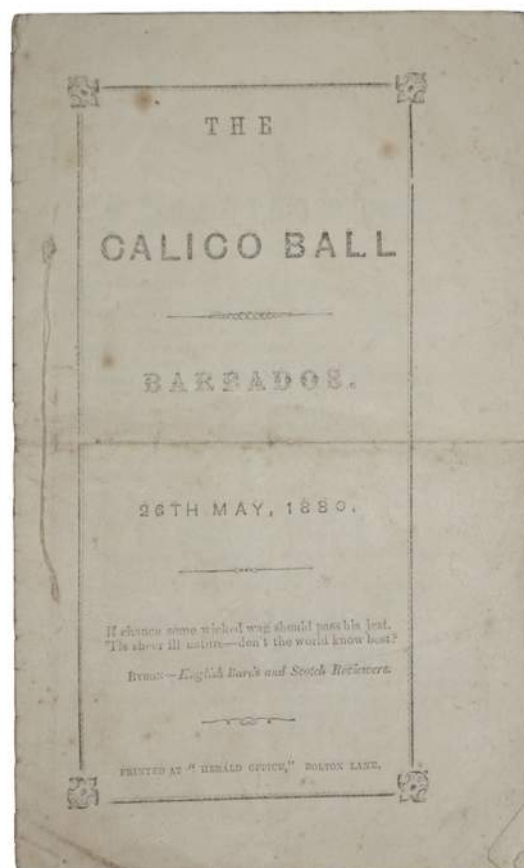 THE
CALICO BALL
BARBADOS.
26TH MAY, 1880.
If chance some wicked wag should pass his jest,
'Tis sheer ill nature—don't the world know best?
BYRON—English Bards and Scotch Reviewers.
PRINTED AT "HERALD OFFICE," BOLTON LANE.